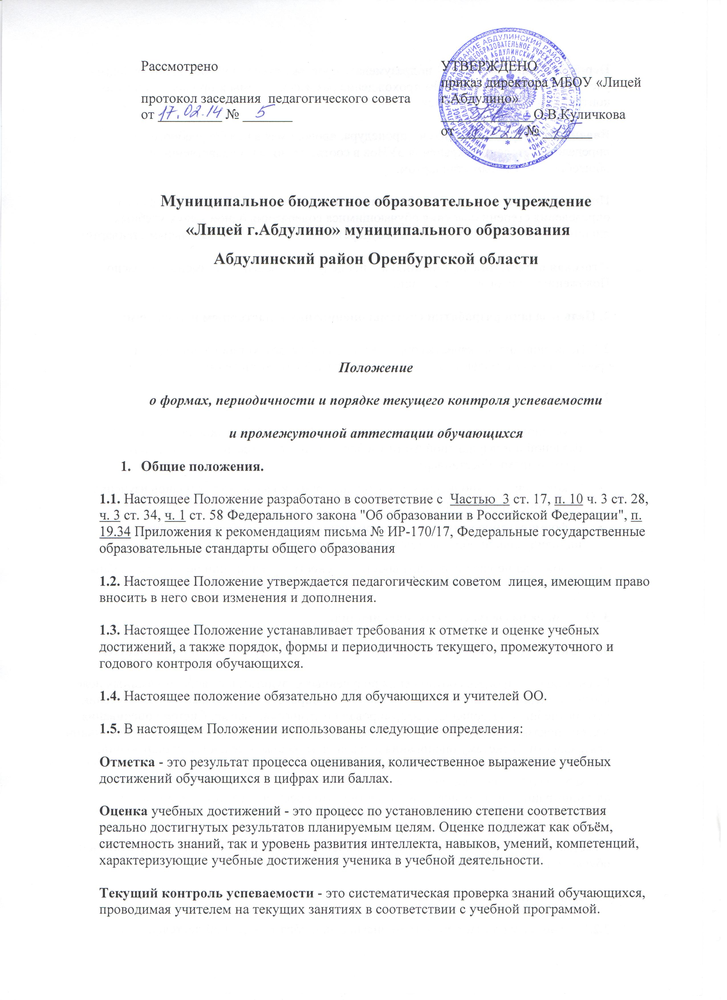 Рассмотрено
протокол заседания педагогического совета
от 17.02.14 № 5
УТВЕРЖДЕНО
приказ директора МБОУ «Лицей
г.Абдулино»
О.В.Куличкова
от 02.14 №
Муниципальное бюджетное образовательное учреждение
«Лицей г.Абдулино» муниципального образования
Абдулинский район Оренбургской области
Положение
о формах, периодичности и порядке текущего контроля успеваемости
и промежуточной аттестации обучающихся
1. Общие положения.
1.1. Настоящее Положение разработано в соответствие с Частью 3 ст. 17, п. 10 ч. 3 ст. 28,
ч. 3 ст. 34, ч. 1 ст. 58 Федерального закона "Об образовании в Российской Федерации", п.
19.34 Приложения к рекомендациям письма № ИР-170/17, Федеральные государственные
образовательные стандарты общего образования
1.2. Настоящее Положение утверждается педагогическим советом лицея, имеющим право
вносить в него свои изменения и дополнения.
1.3. Настоящее Положение устанавливает требования к отметке и оценке учебных
достижений, а также порядок, формы и периодичность текущего, промежуточного и
годового контроля обучающихся.
1.4. Настоящее положение обязательно для обучающихся и учителей ОО.
1.5. В настоящем Положении использованы следующие определения:
Отметка - это результат процесса оценивания, количественное выражение учебных
достижений обучающихся в цифрах или баллах.
Оценка учебных достижений - это процесс по установлению степени соответствия
реально достигнутых результатов планируемым целям. Оценке подлежат как объём,
системность знаний, так и уровень развития интеллекта, навыков, умений, компетенций,
характеризующие учебные достижения ученика в учебной деятельности.
Текущий контроль успеваемости - это систематическая проверка знаний обучающихся,
проводимая учителем на текущих занятиях в соответствии с учебной программой.